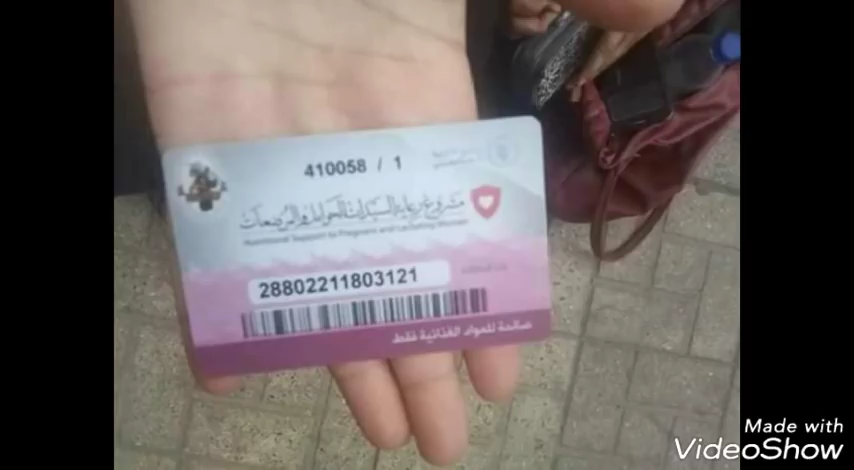 410058 / 1
مشروع رعاية السيدات الحوامل والمرضعات
Nutritional Support to Pregnant and Lactating Women
28802211803121
صالحة للمواد الغذائية فقط
Made with
VideoShow